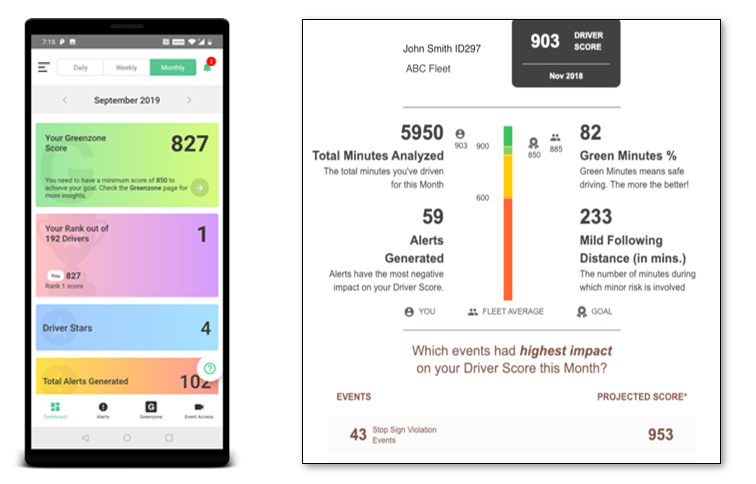 7:15
Daily Weekly Monthly
2
September 2019
Your Greenzone
Score
827
You need to have a minimum score of 850 to
achieve your goal. Check the Greenzone page for
more insights.
Your Rank out of
192 Drivers
1
You 827
Rank 1 score
Driver Stars 4
Total Alerts Generated 102
Dashboard Alerts Greenzone Event Access
John Smith ID297
ABC Fleet
903 DRIVER
SCORE
Nov 2018
5950
Total Minutes Analyzed
The total minutes you've driven
for this Month
59
Alerts
Generated
Alerts have the most negative
impact on your Driver Score.
903
900
600
850
885
82
Green Minutes %
Green Minutes means safe
driving. The more the better!
233
Mild Following
Distance (in mins.)
The number of minutes during
which minor risk is involved
YOU FLEET AVERAGE GOAL
Which events had highest impact
on your Driver Score this Month?
EVENTS PROJECTED SCORE*
43 Stop Sign Violation
Events
953